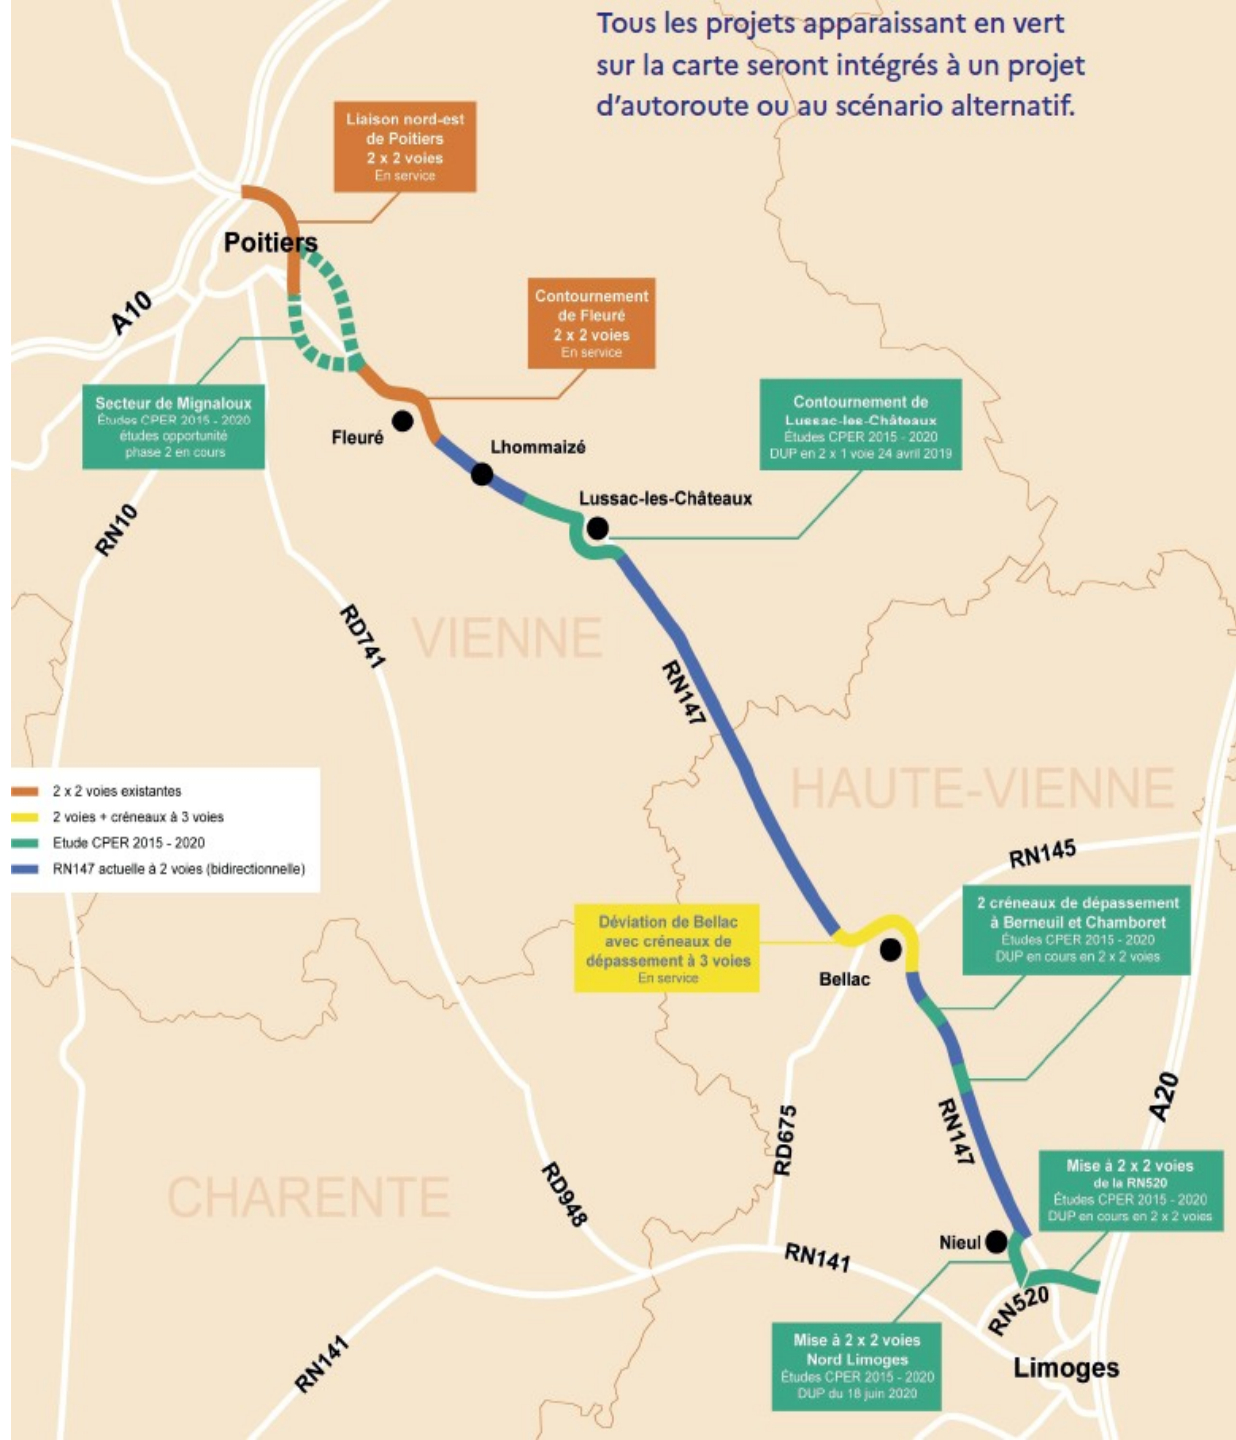 Tous les projets apparaissant en vert
sur la carte seront intégrés à un projet
d'autoroute ou au scénario alternatif.
Liaison nord-est
de Poitiers
2 x 2 voies
En service
Poitiers
A10
Contournement
de Fleuré
2 x 2 voies
En service
Secteur de Mignaloux
Études CPER 2015 - 2020
études opportunité
phase 2 en cours
Contournement de
Lussac-les-Châteaux
Études CPER 2015 - 2020
DUP en 2 x 1 voie 24 avril 2019
Fleuré
Lhommaizé
Lussac-les-Châteaux
RN10
RD741
VIENNE
RN147
HAUTE-VIENNE
2 x 2 voies existantes
2 voies + créneaux à 3 voies
Etude CPER 2015 - 2020
RN147 actuelle à 2 voies (bidirectionnelle)
RN145
Déviation de Bellac
avec créneaux de
dépassement à 3 voies
En service
2 créneaux de dépassement
à Berneuil et Chamboret
Études CPER 2015 - 2020
DUP en cours en 2 x 2 voies
Bellac
A20
RN147
RD675
CHARENTE
RD948
Mise à 2 x 2 voies
de la RN520
Études CPER 2015 - 2020
DUP en cours en 2 x 2 voies
Nieul
RN141
RN520
RN141
Mise à 2 x 2 voies
Nord Limoges
Études CPER 2015 - 2020
DUP du 18 juin 2020
Limoges